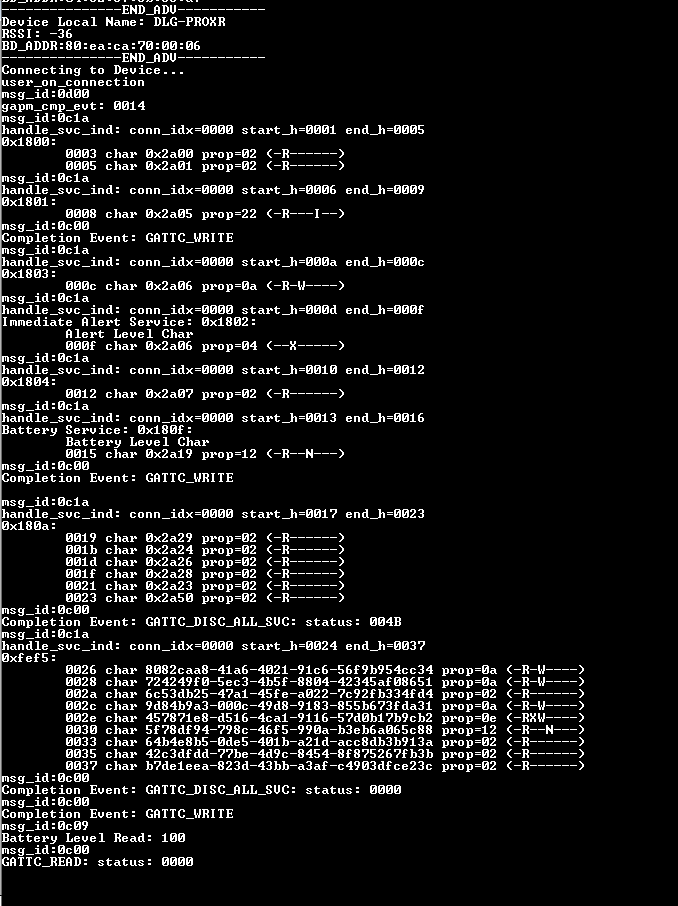 ---------------END_ADV-----------
Device Local Name: DLG-PROXR
RSSI: -36
BD_ADDR:80:ea:ca:70:00:06
---------------END_ADV-----------
Connecting to Device...
user_on_connection
msg_id:0d00
gapm_cmp_evt: 0014
msg_id:0c1a
handle_svc_ind: conn_idx=0000 start_h=0001 end_h=0005
0x1800:
        0003 char 0x2a00 prop=02 (-R------)
        0005 char 0x2a01 prop=02 (-R------)
msg_id:0c1a
handle_svc_ind: conn_idx=0000 start_h=0006 end_h=0009
0x1801:
        0008 char 0x2a05 prop=22 (-R---I--)
msg_id:0c00
Completion Event: GATTC_WRITE
msg_id:0c1a
handle_svc_ind: conn_idx=0000 start_h=000a end_h=000c
0x1803:
        000c char 0x2a06 prop=0a (-R-W----)
msg_id:0c1a
handle_svc_ind: conn_idx=0000 start_h=000d end_h=000f
Immediate Alert Service: 0x1802:
        Alert Level Char
        000f char 0x2a06 prop=04 (--X-----)
msg_id:0c1a
handle_svc_ind: conn_idx=0000 start_h=0010 end_h=0012
0x1804:
        0012 char 0x2a07 prop=02 (-R------)
msg_id:0c1a
handle_svc_ind: conn_idx=0000 start_h=0013 end_h=0016
Battery Service: 0x180f:
        Battery Level Char
        0015 char 0x2a19 prop=12 (-R--N---)
msg_id:0c00
Completion Event: GATTC_WRITE

msg_id:0c1a
handle_svc_ind: conn_idx=0000 start_h=0017 end_h=0023
0x180a:
        0019 char 0x2a29 prop=02 (-R------)
        001b char 0x2a24 prop=02 (-R------)
        001d char 0x2a26 prop=02 (-R------)
        001f char 0x2a28 prop=02 (-R------)
        0021 char 0x2a23 prop=02 (-R------)
        0023 char 0x2a50 prop=02 (-R------)
msg_id:0c00
Completion Event: GATTC_DISC_ALL_SVC: status: 004B
msg_id:0c1a
handle_svc_ind: conn_idx=0000 start_h=0024 end_h=0037
0xfef5:
        0026 char 8082caa8-41a6-4021-91c6-56f9b954cc34 prop=0a (-R-W----)
        0028 char 724249f0-5ec3-4b5f-8804-42345af08651 prop=0a (-R-W----)
        002a char 6c53db25-47a1-45fe-a022-7c92fb334fd4 prop=02 (-R------)
        002c char 9d84b9a3-000c-49d8-9183-855b673fda31 prop=0a (-R-W----)
        002e char 457871e8-d516-4ca1-9116-57d0b17b9cb2 prop=0e (-RXW----)
        0030 char 5f78df94-798c-46f5-990a-b3eb6a065c88 prop=12 (-R--N---)
        0033 char 64b4e8b5-0de5-401b-a21d-acc8db3b913a prop=02 (-R------)
        0035 char 42c3dfdd-77be-4d9c-8454-8f875267fb3b prop=02 (-R------)
        0037 char b7de1eea-823d-43bb-a3af-c4903dfce23c prop=02 (-R------)
msg_id:0c00
Completion Event: GATTC_DISC_ALL_SVC: status: 0000
msg_id:0c00
Completion Event: GATTC_WRITE
msg_id:0c09
Battery Level Read: 100
msg_id:0c00
GATTC_READ: status: 0000